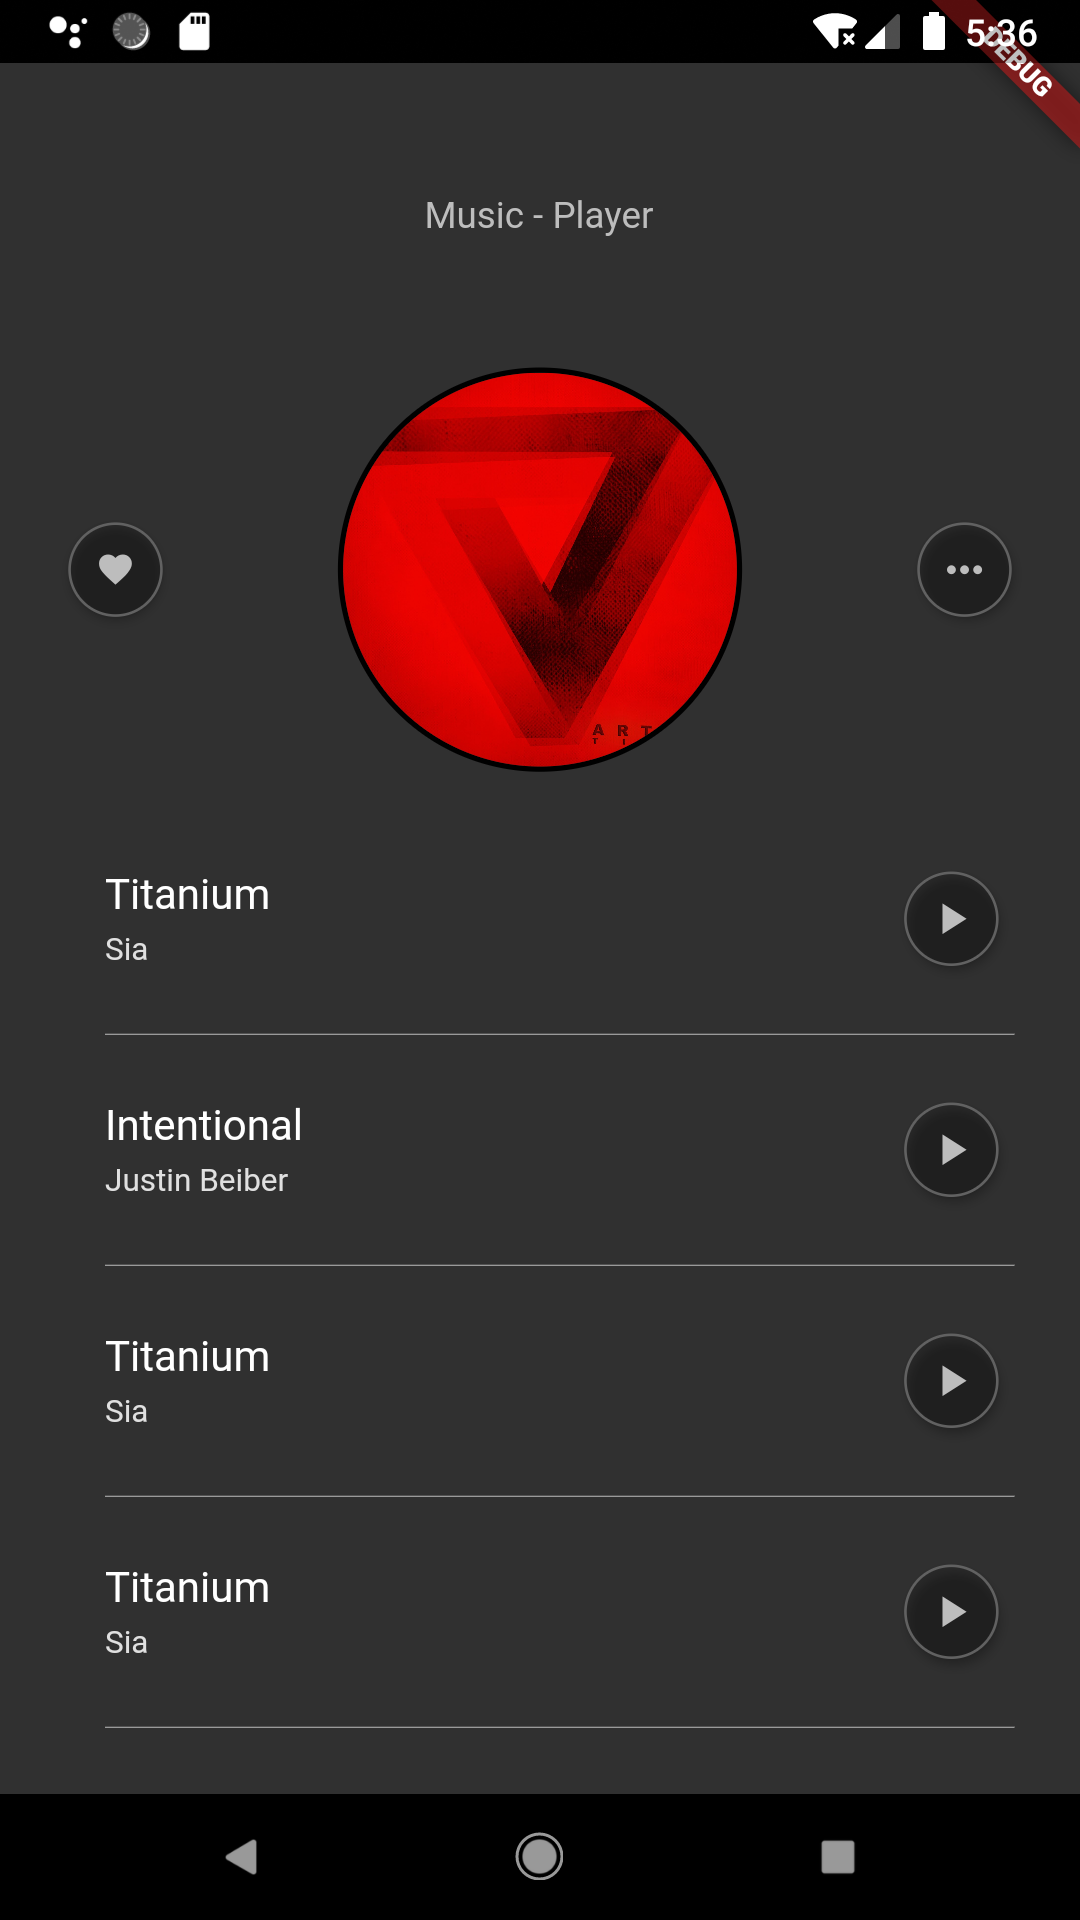 5:36
DEBUG
Music - Player
A R T
Titanium
Sia
Intentional
Justin Beiber
Titanium
Sia
Titanium
Sia